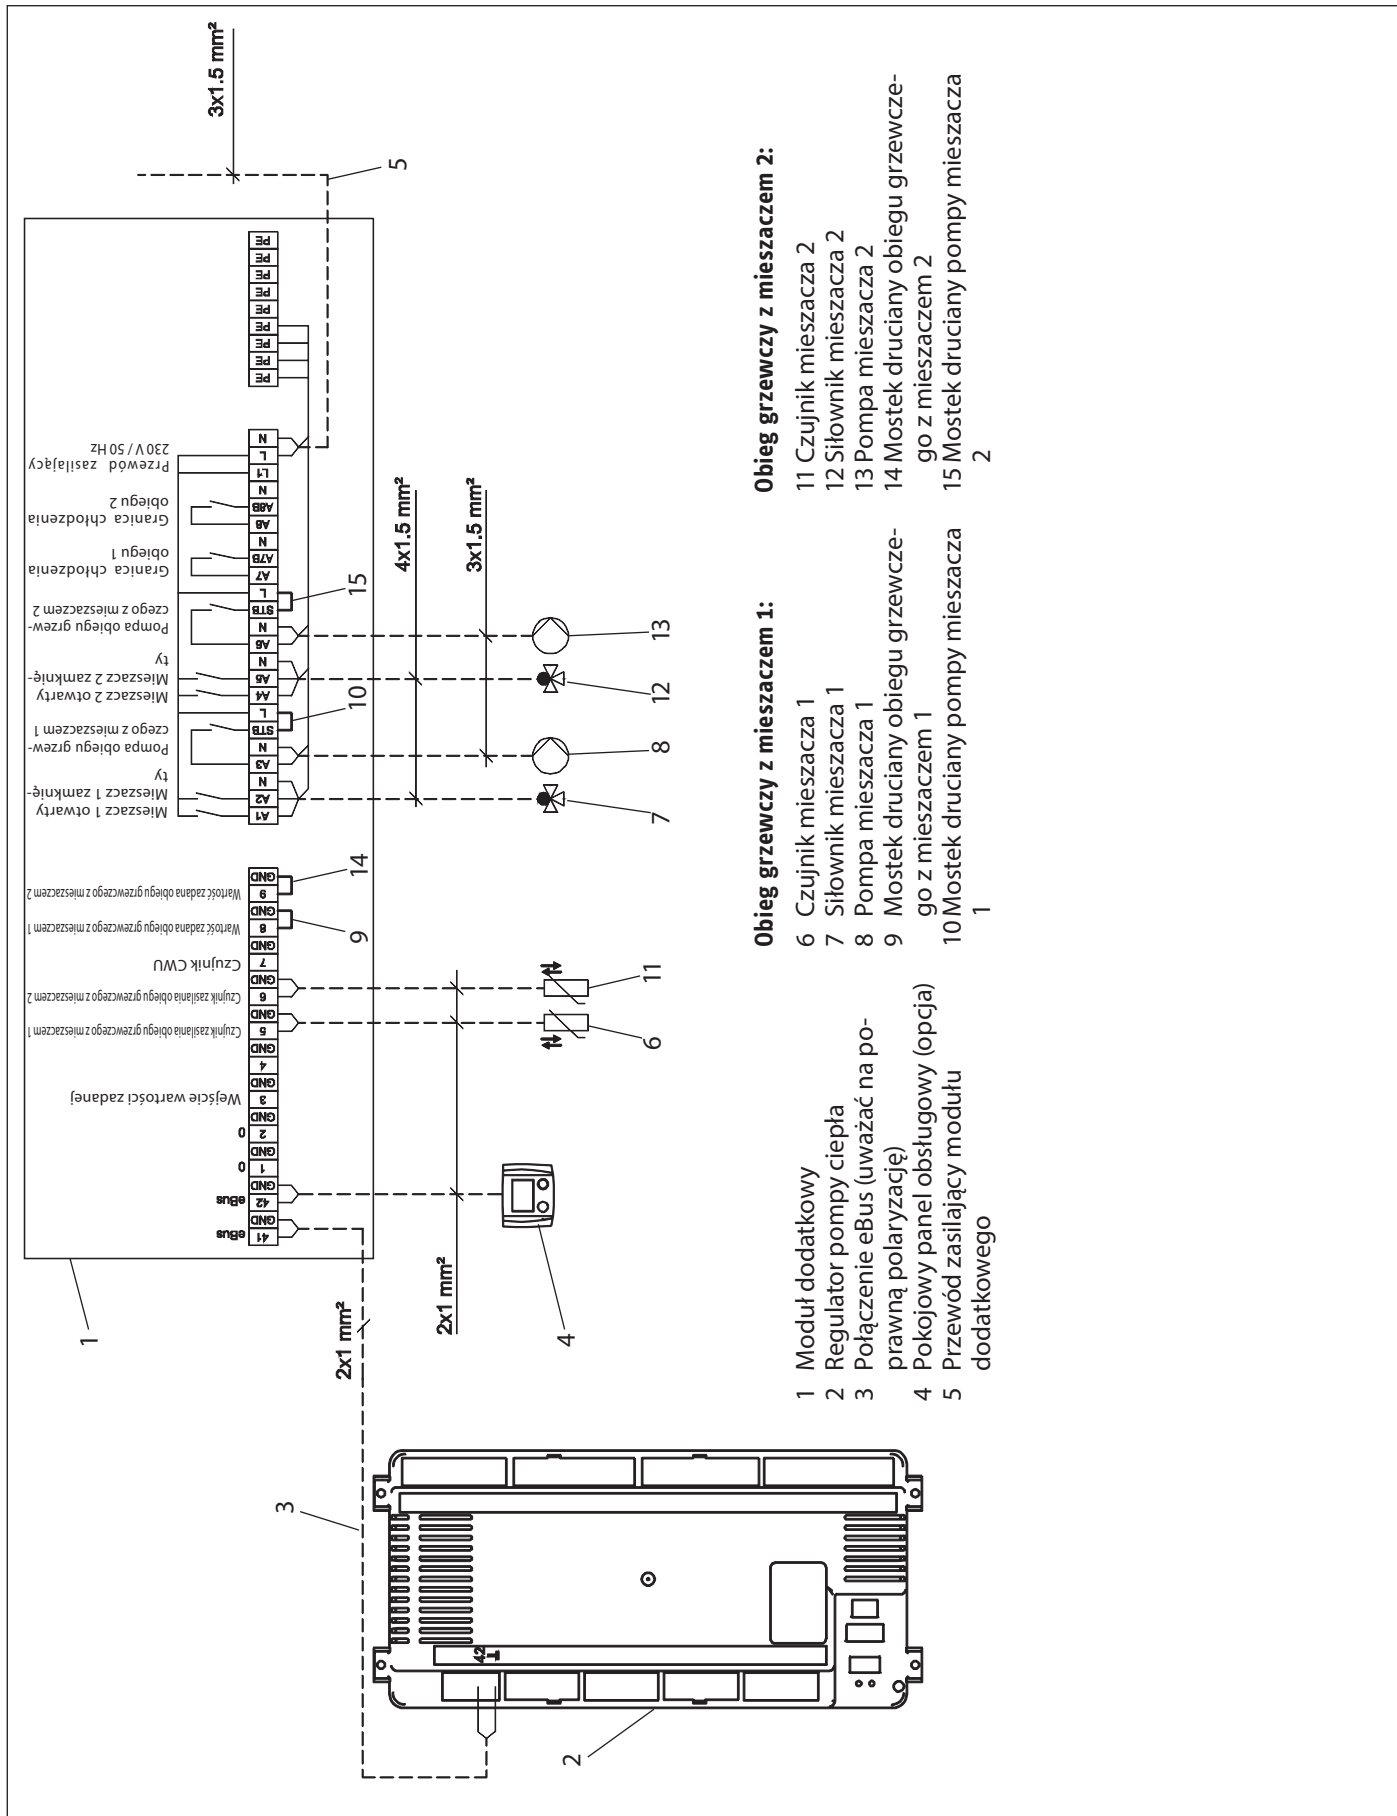 3x1.5 mm²
5
PE
PE
PE
PE
PE
PE
PE
PE
PE
N
L
L1
N
A8B
A8
N
A7B
A7
L
STB
N
A6
N
A5
A4
L
STB
N
A3
N
A2
A1
Przewód zasilający
230 V / 50 Hz
Granica chłodzenia
obiegu 2
Granica chłodzenia
obiegu 1
Pompa obiegu grzew-
czego z mieszaczem 2
Mieszacz 2 zamknię-
ty
Mieszacz 2 otwarty
Pompa obiegu grzew-
czego z mieszaczem 1
Mieszacz 1 zamknię-
ty
Mieszacz 1 otwarty
15
10
4x1.5 mm²
3x1.5 mm²
13
12
8
7
GND
9
GND
8
GND
7
GND
6
GND
5
GND
4
GND
3
GND
2
GND
1
GND
42
GND
41
Wartość zadana obiegu grzewczego z mieszaczem 2
Wartość zadana obiegu grzewczego z mieszaczem 1
Czujnik CWU
Czujnik zasilania obiegu grzewczego z mieszaczem 2
Czujnik zasilania obiegu grzewczego z mieszaczem 1
Wejście wartości zadanej
0
0
eBus
eBus
14
9
11
6
2x1 mm²
4
1
2x1 mm²
3
42
2
1 Moduł dodatkowy
2 Regulator pompy ciepła
3 Połączenie eBus (uważać na po-
prawną polaryzację)
4 Pokojowy panel obsługowy (opcja)
5 Przewód zasilający modułu
dodatkowego
Obieg grzewczy z mieszaczem 1:
6 Czujnik mieszacza 1
7 Siłownik mieszacza 1
8 Pompa mieszacza 1
9 Mostek druciany obiegu grzewcze-
go z mieszaczem 1
10 Mostek druciany pompy mieszacza
1
Obieg grzewczy z mieszaczem 2:
11 Czujnik mieszacza 2
12 Siłownik mieszacza 2
13 Pompa mieszacza 2
14 Mostek druciany obiegu grzewcze-
go z mieszaczem 2
15 Mostek druciany pompy mieszacza
2